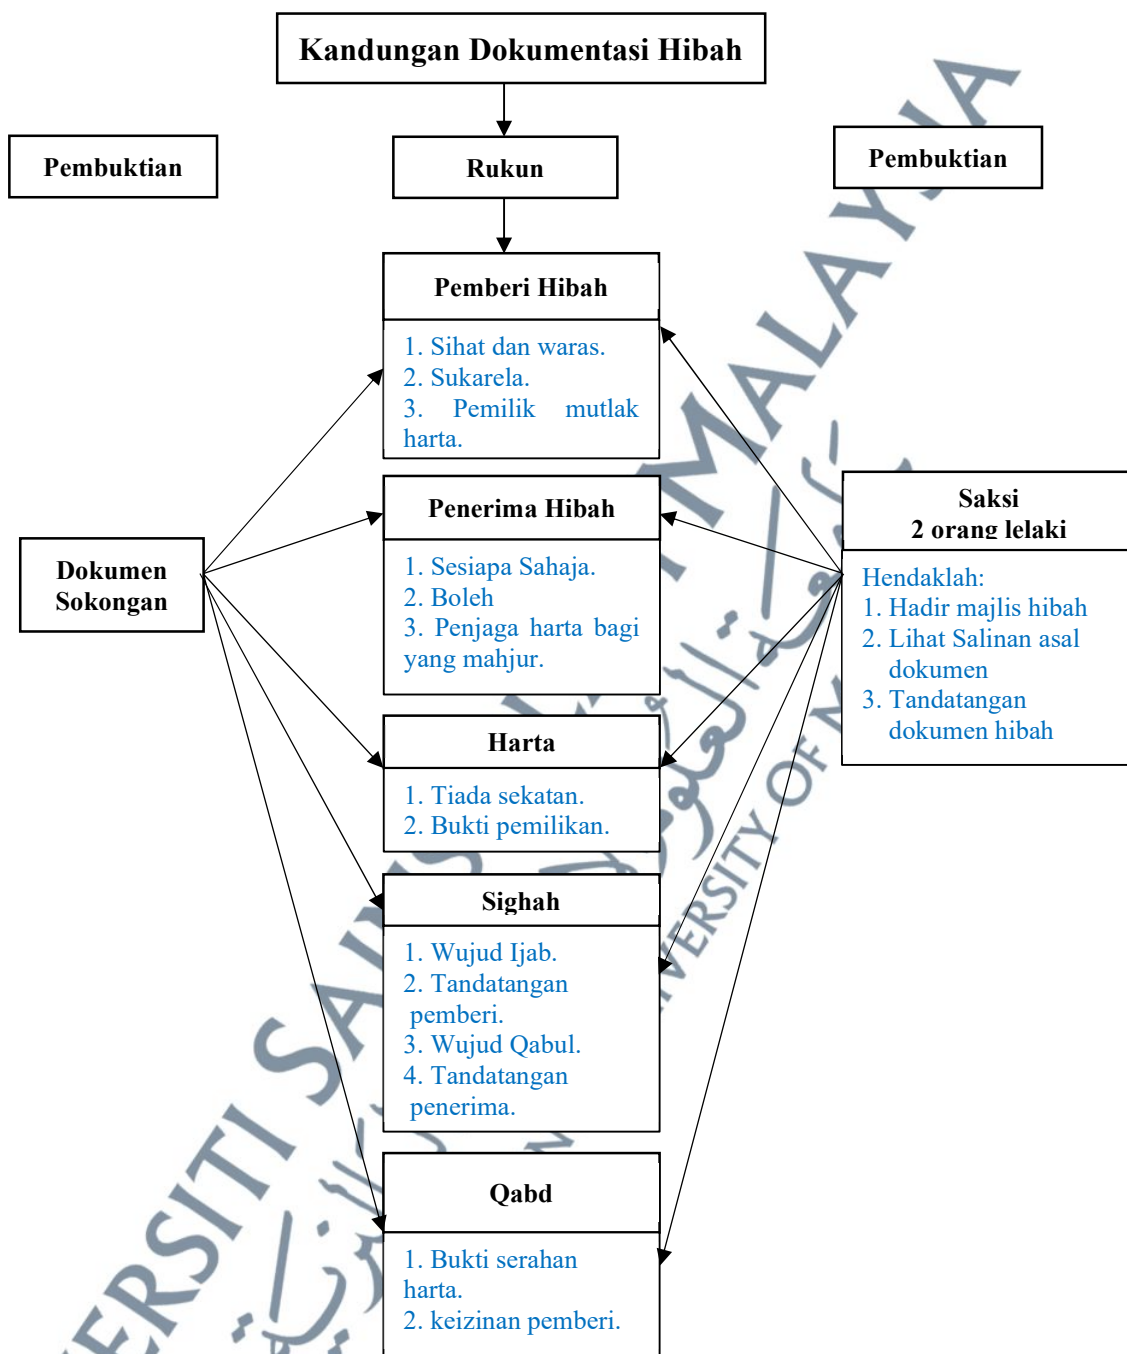 Kandungan Dokumentasi Hibah
Pembuktian
Rukun
Pembuktian
Pemberi Hibah
1. Sihat dan waras.
2. Sukarela.
3. Pemilik mutlak
harta.
Penerima Hibah
1. Sesiapa Sahaja.
2. Boleh
3. Penjaga harta bagi
yang mahjur.
Dokumen
Sokongan
Saksi
2 orang lelaki
Hendaklah:
1. Hadir majlis hibah
2. Lihat Salinan asal
dokumen
3. Tandatangan
dokumen hibah
Harta
1. Tiada sekatan.
2. Bukti pemilikan.
Sighah
1. Wujud Ijab.
2. Tandatangan
pemberi.
3. Wujud Qabul.
4. Tandatangan
penerima.
Qabd
1. Bukti serahan
harta.
2. keizinan pemberi.